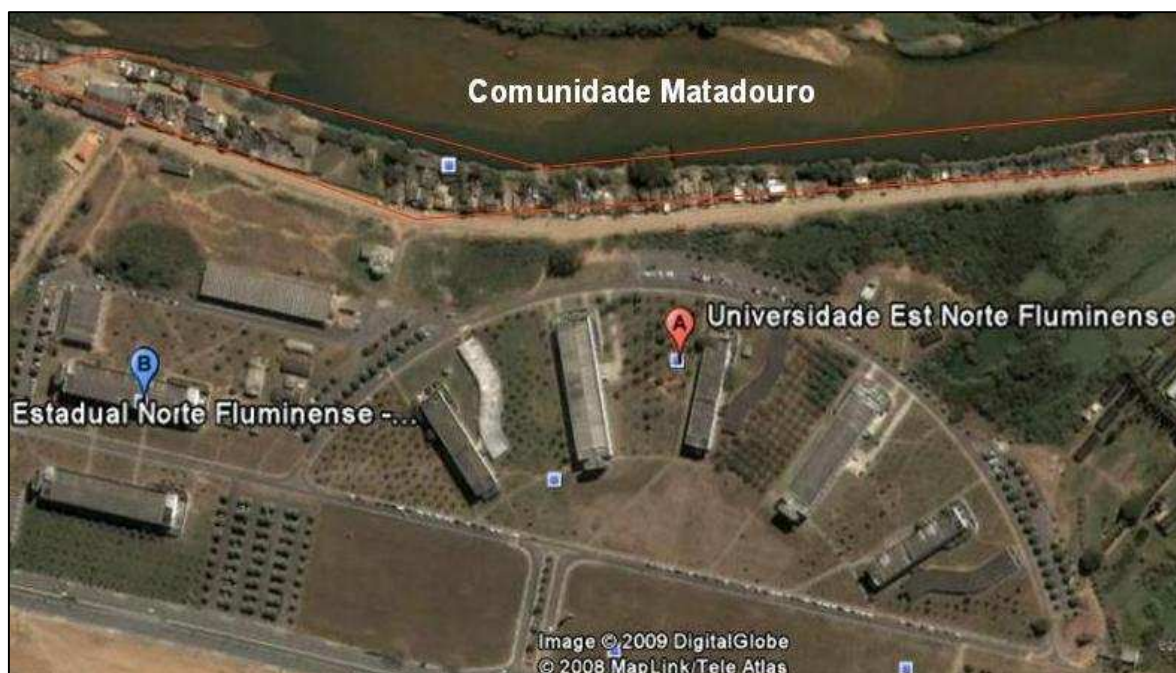 Comunidade Matadouro
A
Universidade Est Norte Fluminense
B
Estadual Norte Fluminense -...
Image © 2009 DigitalGlobe
© 2008 MapLink/Tele Atlas